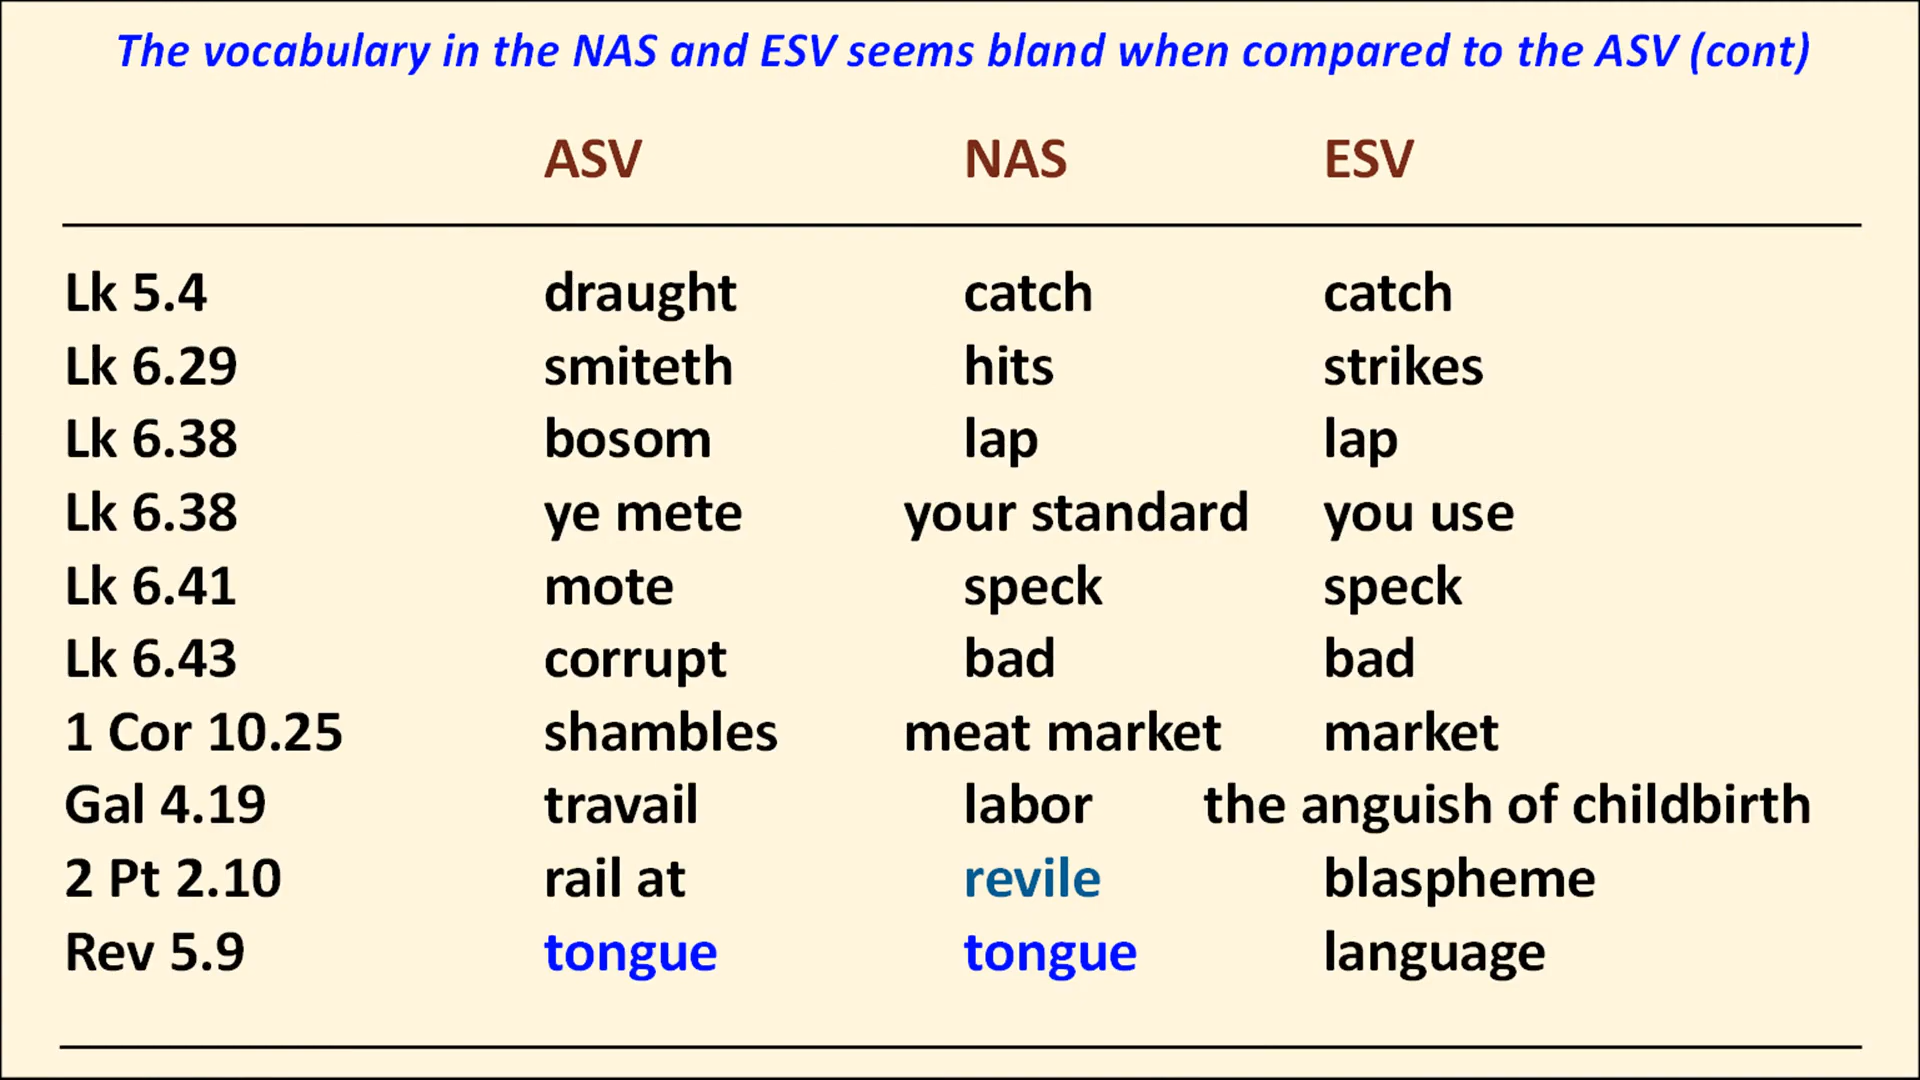 The vocabulary in the NAS and ESV seems bland when compared to the ASV (cont)
ASV NAS ESV
Lk 5.4 draught catch catch
Lk 6.29 smiteth hits strikes
Lk 6.38 bosom lap lap
Lk 6.38 ye mete your standard you use
Lk 6.41 mote speck speck
Lk 6.43 corrupt bad bad
1 Cor 10.25 shambles meat market market
Gal 4.19 travail labor the anguish of childbirth
2 Pt 2.10 rail at revile blaspheme
Rev 5.9 tongue tongue language